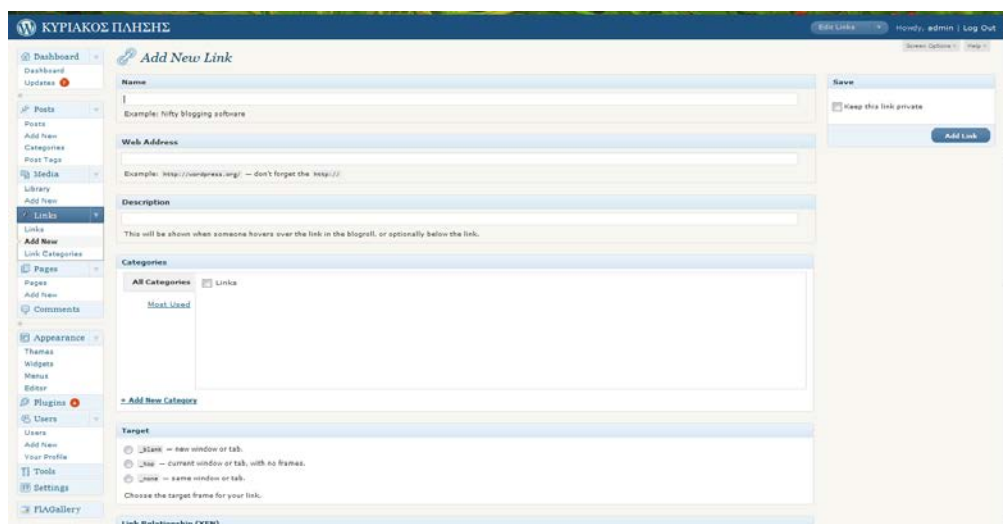 ΚΥΡΙΑΚΟΣ ΠΛΗΣΗΣ
Edit Links
Howdy, admin | Log Out
Screen Options
Help
Dashboard
Dashboard
Updates
Posts
Posts
Add New
Categories
Post Tags
Media
Library
Add New
Links
Links
Add New
Link Categories
Pages
Pages
Add New
Comments
Appearance
Themes
Widgets
Menus
Editor
Plugins
Users
Users
Add New
Your Profile
Tools
Settings
FlAGallery
Add New Link
Name
Example: Nifty blogging software
Web Address
Example: http://wordpress.org/ — don't forget the http://
Description
This will be shown when someone hovers over the link in the blogroll, or optionally below the link.
Categories
All Categories
Links
Most Used
+ Add New Category
Target
_blank — new window or tab.
_top — current window or tab, with no frames.
_none — same window or tab.
Choose the target frame for your link.
Link Relationship (XFN)
Save
Keep this link private
Add Link